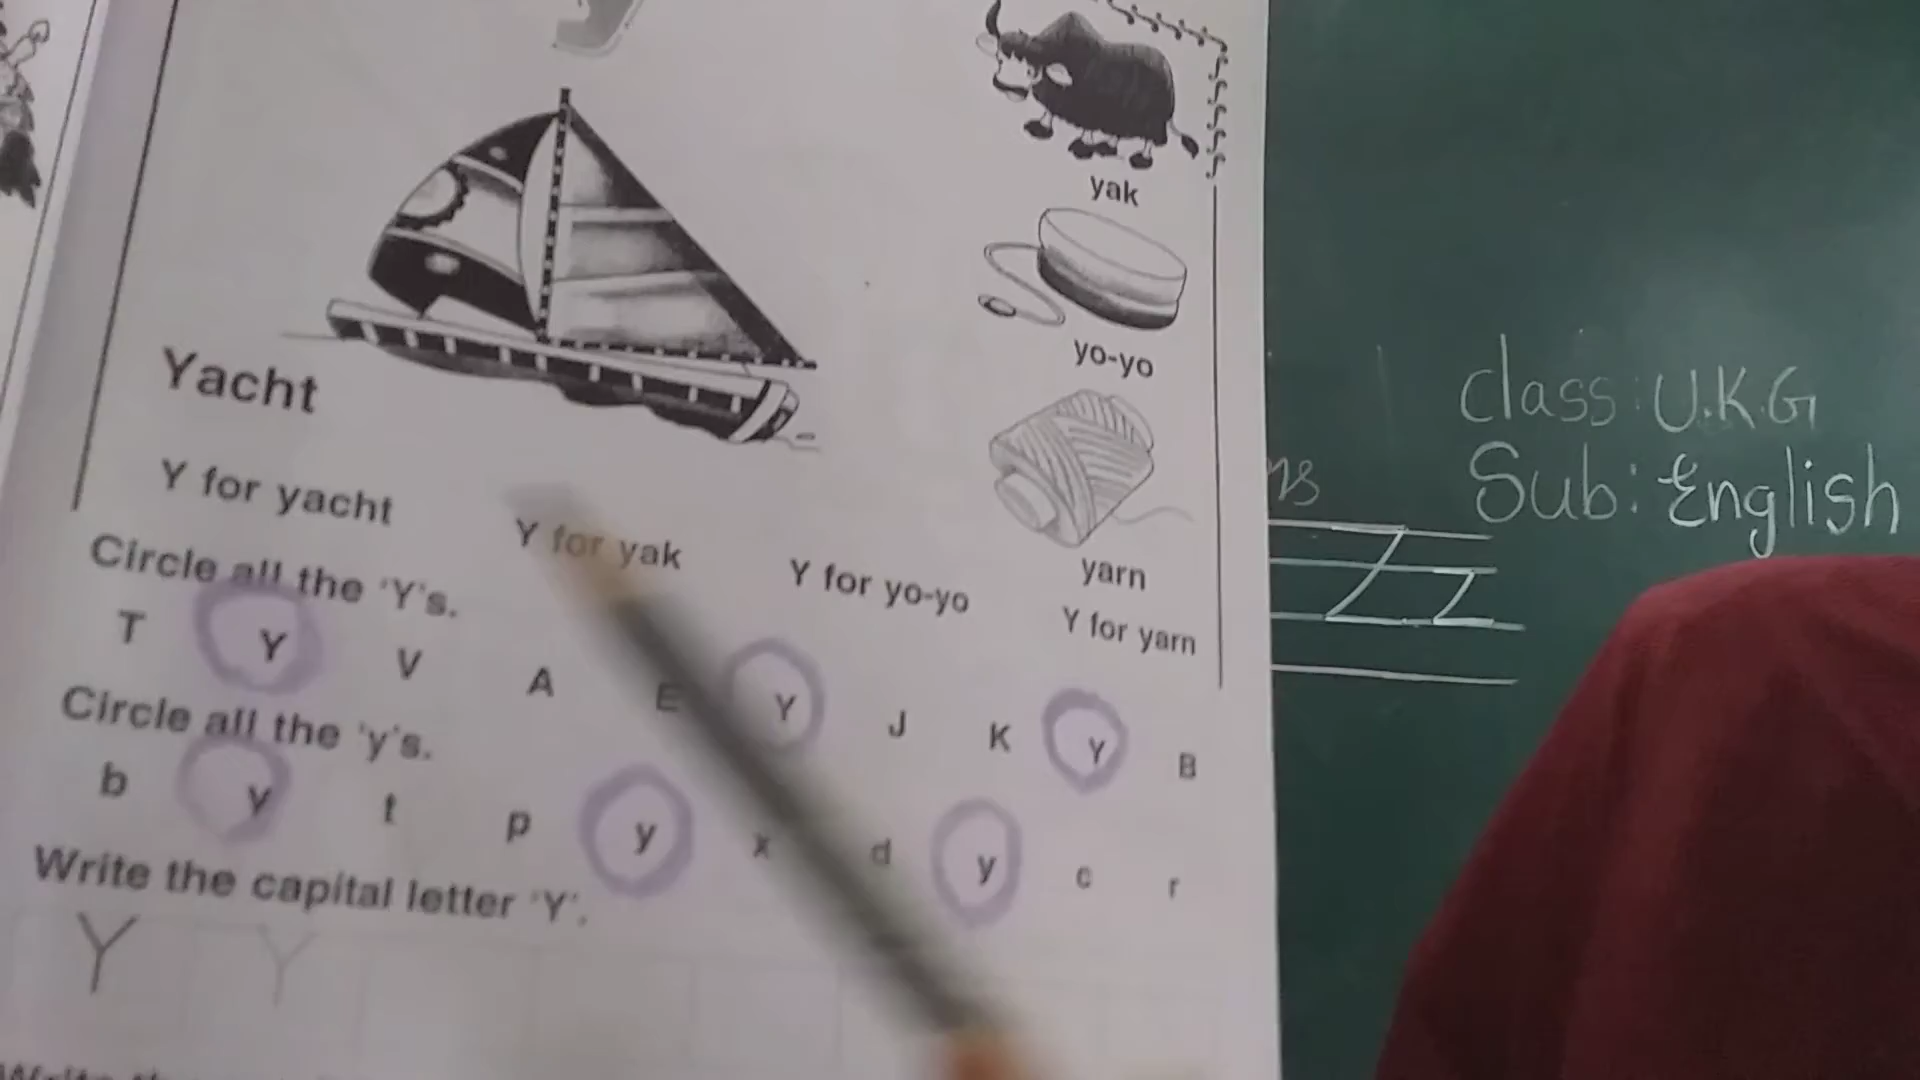 yak
yo-yo
Yacht
yarn
Y for yacht
Y for yak
Y for yo-yo
Y for yarn
Circle all the 'Y's.
T Y V A E Y J K Y B
Circle all the 'y's.
b y t p y x d y c r
Write the capital letter 'Y'.
Y Y
class: U.K.G
Sub: English
Z z